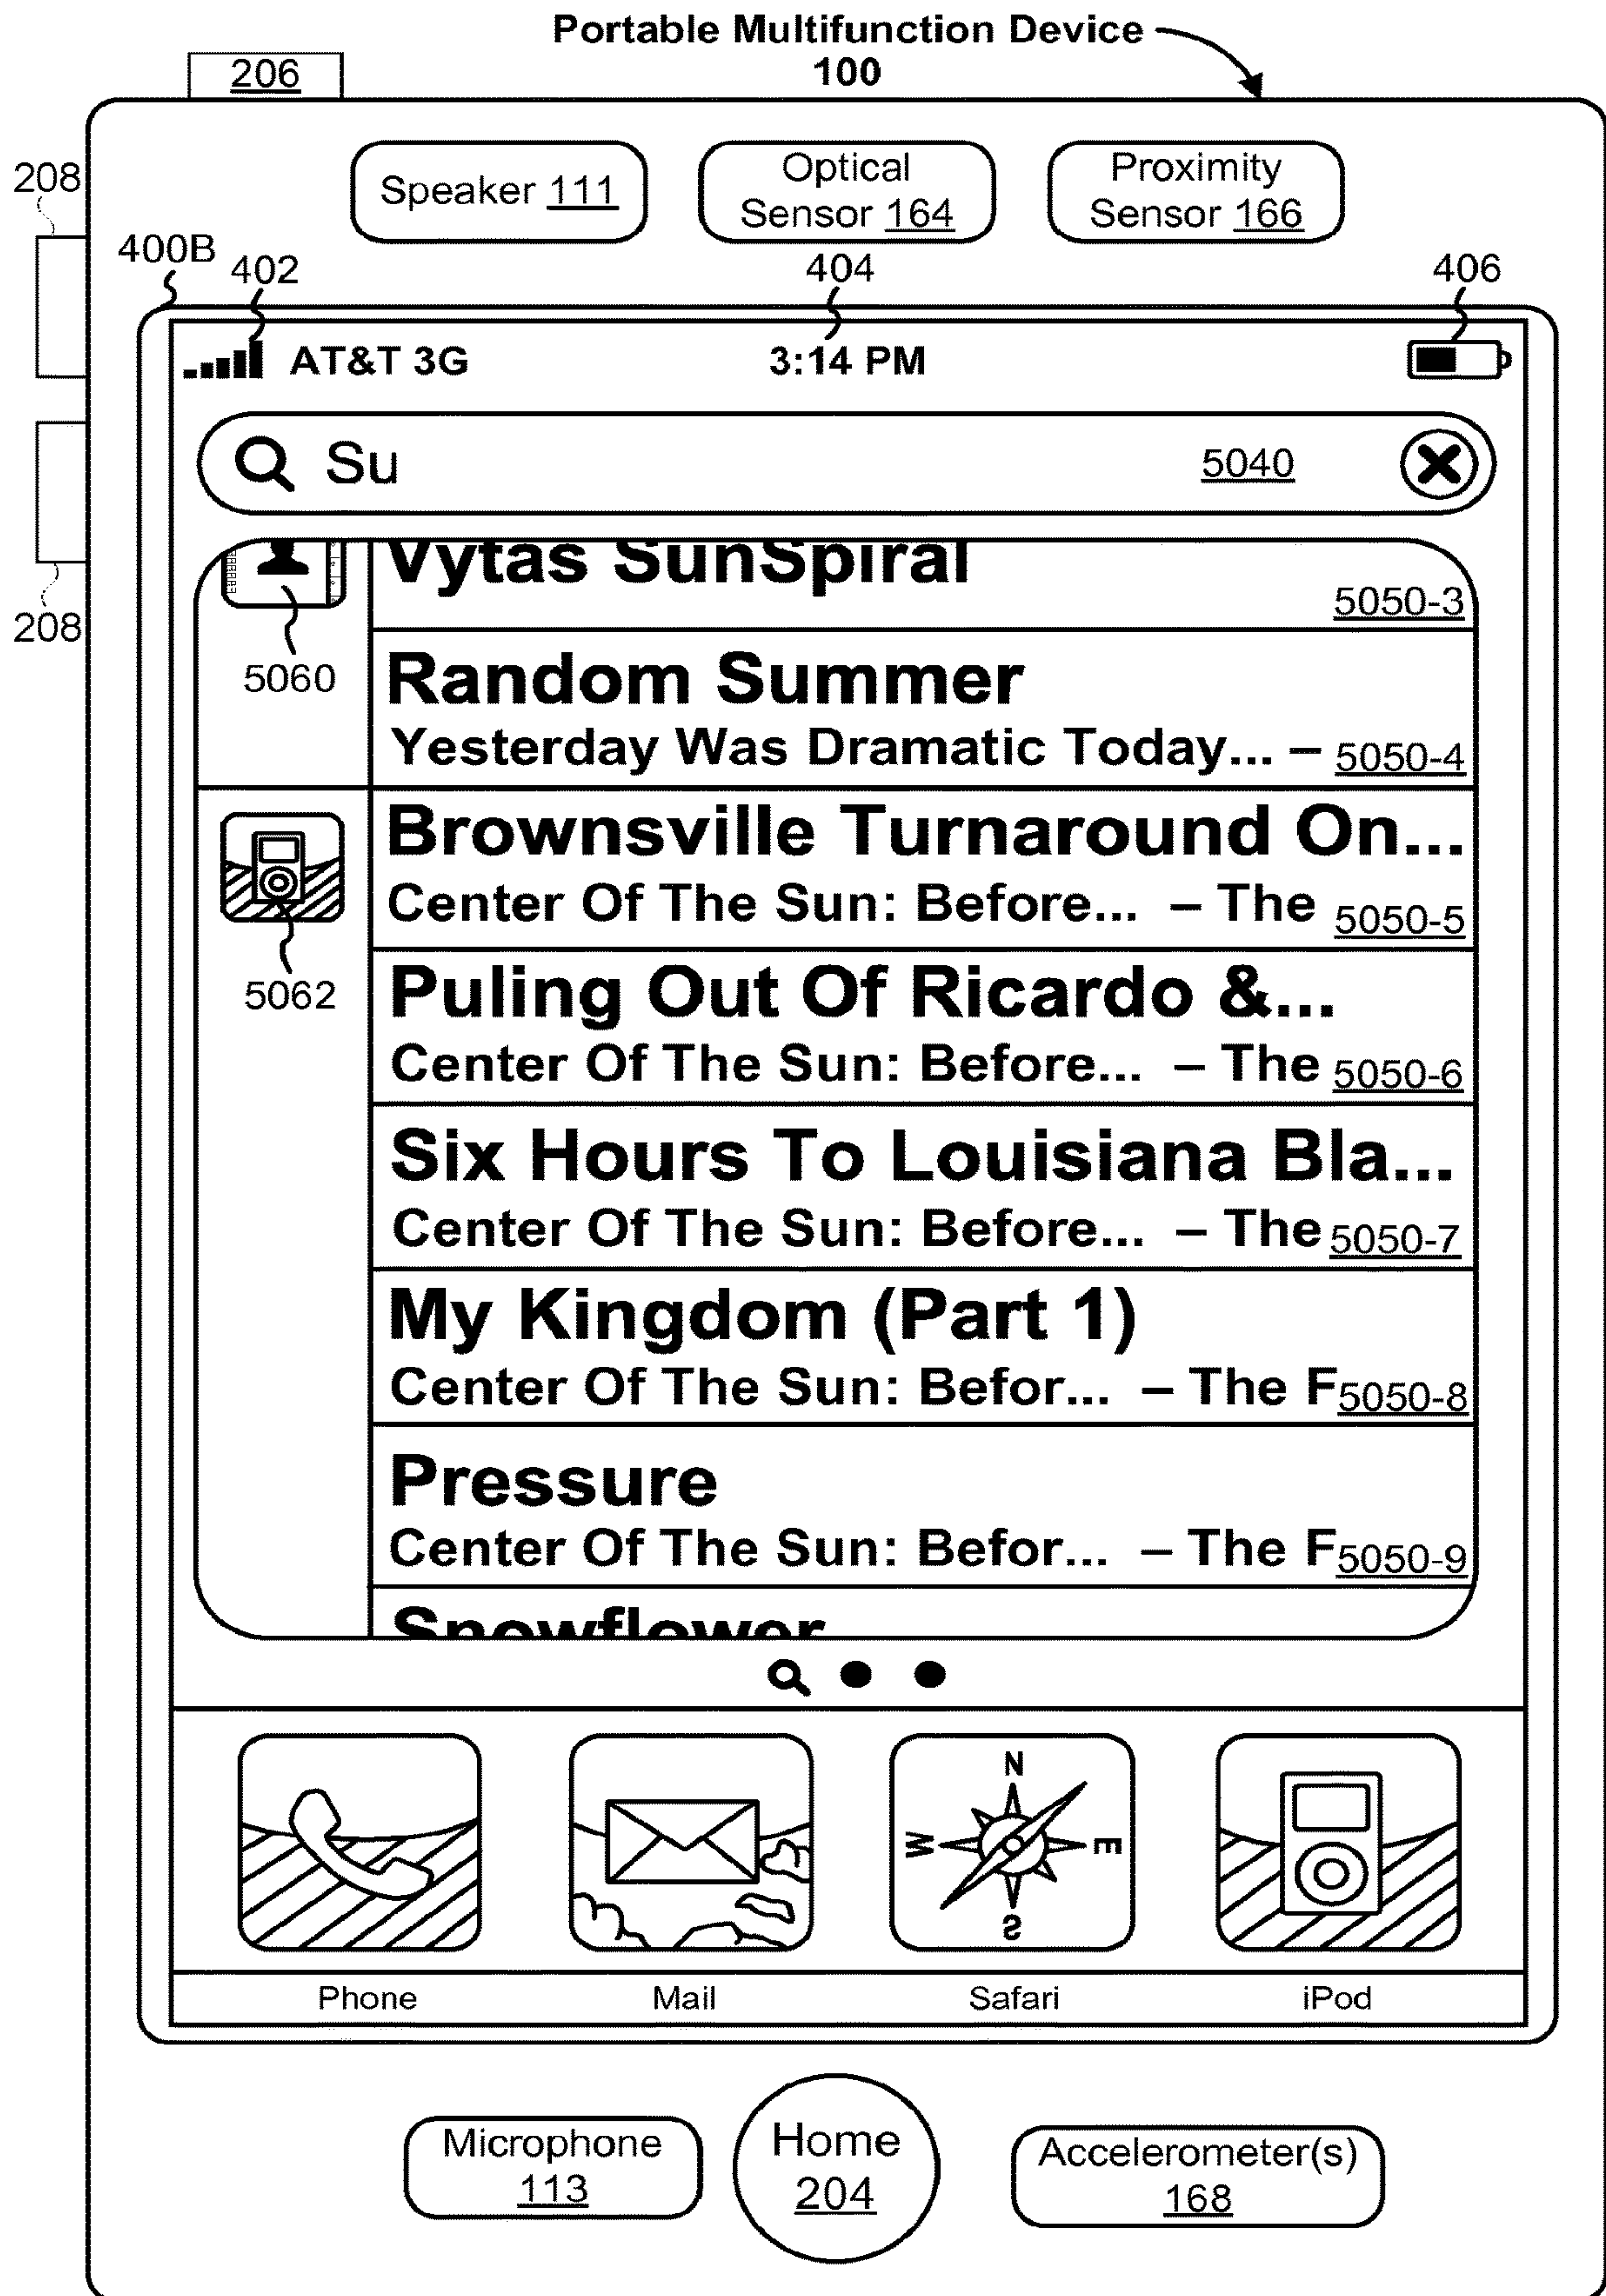 Portable Multifunction Device
100
206
208
208
Speaker 111
Optical
Sensor 164
Proximity
Sensor 166
400B
402
404
406
AT&T 3G
3:14 PM
Su
5040
Vytas SunSpiral
5050-3
5060
Random Summer
Yesterday Was Dramatic Today... – 5050-4
Brownsville Turnaround On...
Center Of The Sun: Before... – The 5050-5
5062
Puling Out Of Ricardo &...
Center Of The Sun: Before... – The 5050-6
Six Hours To Louisiana Bla...
Center Of The Sun: Before... – The 5050-7
My Kingdom (Part 1)
Center Of The Sun: Befor... – The F 5050-8
Pressure
Center Of The Sun: Befor... – The F 5050-9
Snowflower
N
W
E
S
Phone
Mail
Safari
iPod
Microphone
113
Home
204
Accelerometer(s)
168